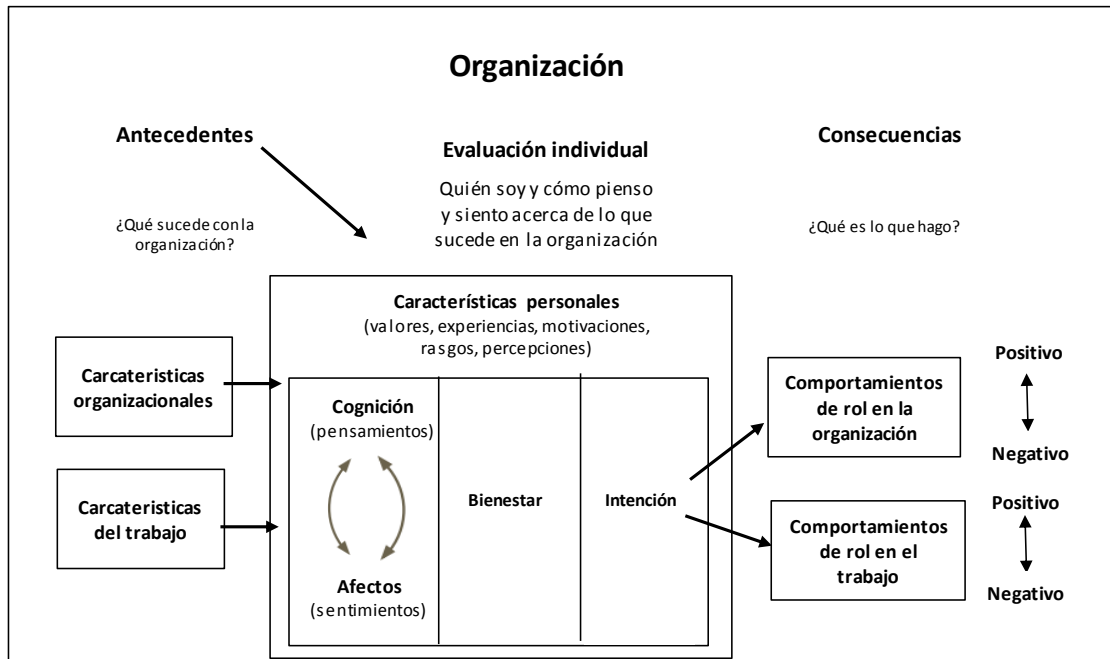 Organización
Antecedentes
¿Qué sucede con la
organización?
Evaluación individual
Quién soy y cómo pienso
y siento acerca de lo que
sucede en la organización
Consecuencias
¿Qué es lo que hago?
Características personales
(valores, experiencias, motivaciones,
rasgos, percepciones)
Carcateristicas
organizacionales
Carcateristicas
del trabajo
Cognición
(pensamientos)
Afectos
(sentimientos)
Bienestar
Intención
Comportamientos
de rol en la
organización
Positivo
Negativo
Comportamientos
de rol en el
trabajo
Positivo
Negativo